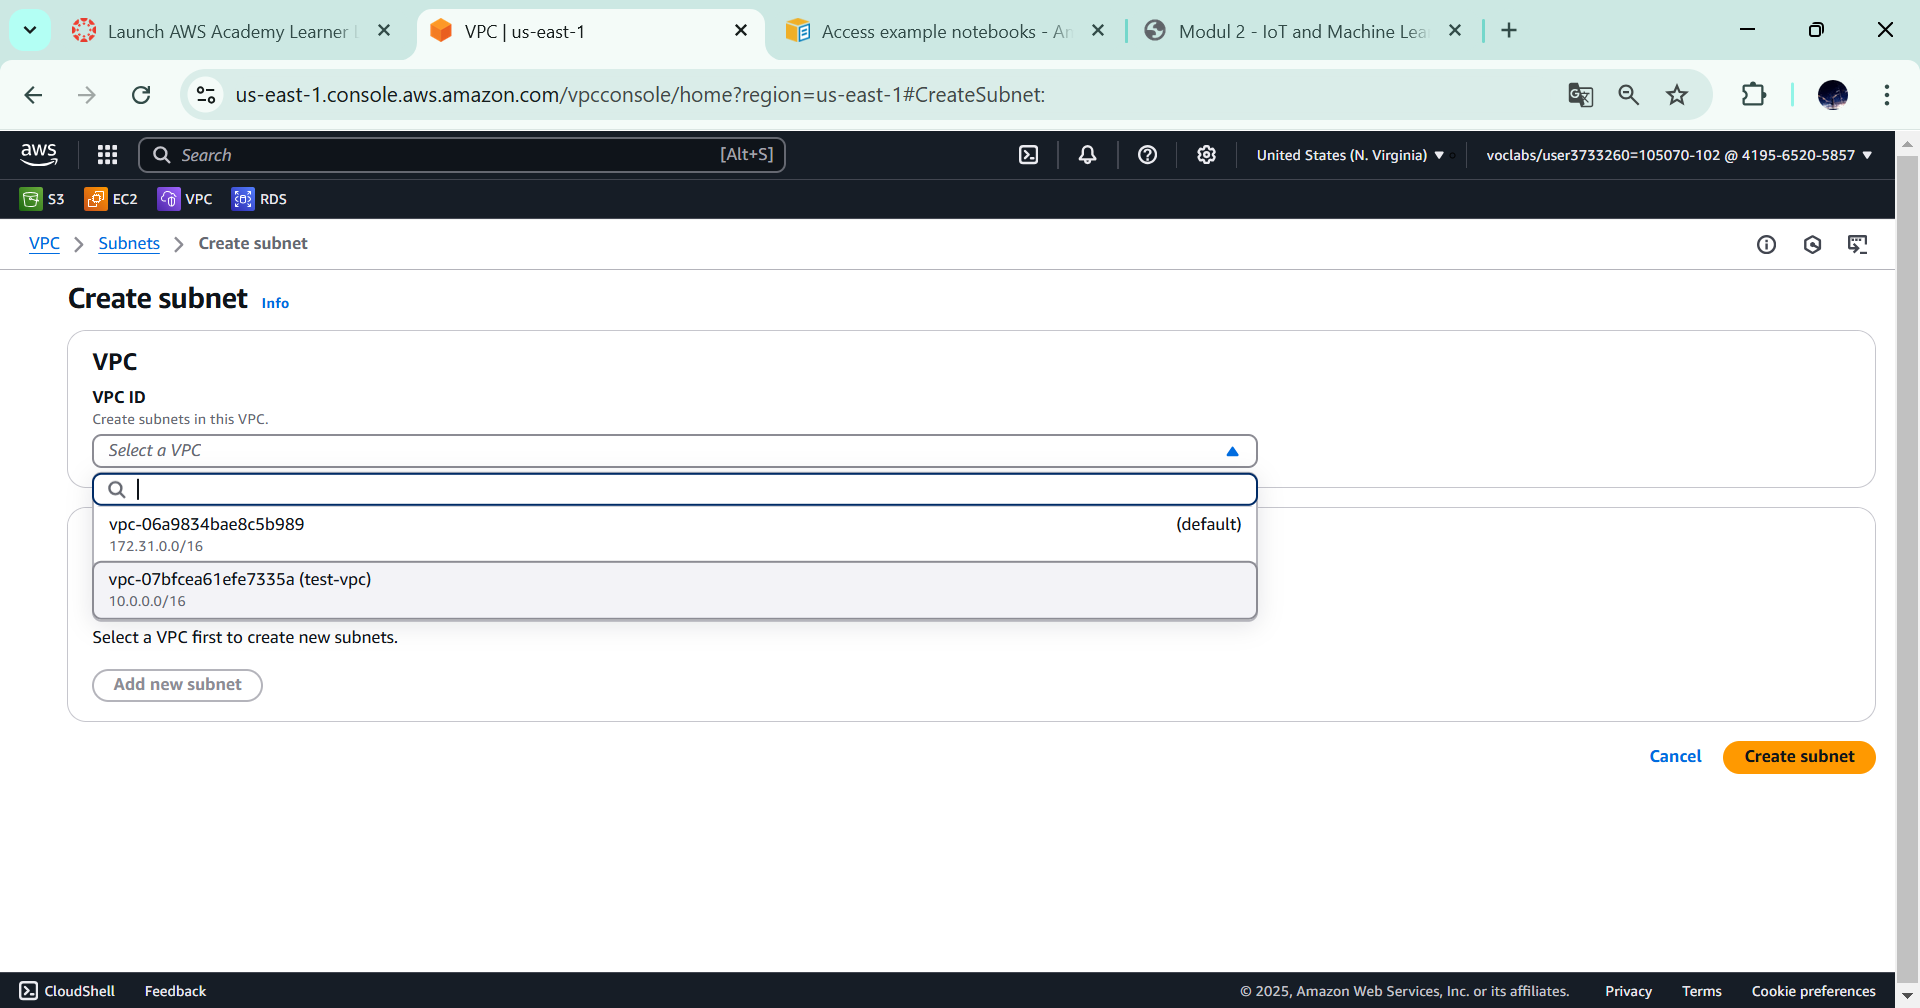 Launch AWS Academy Learner L
VPC | us-east-1
Access example notebooks - Am
Modul 2 - IoT and Machine Lea
us-east-1.console.aws.amazon.com/vpcconsole/home?region=us-east-1#CreateSubnet:
aws
Search
[Alt+S]
United States (N. Virginia)
voclabs/user3733260=105070-102 @ 4195-6520-5857
S3
EC2
VPC
RDS
VPC
Subnets
Create subnet
Create subnet
Info
VPC
VPC ID
Create subnets in this VPC.
Select a VPC
vpc-06a9834bae8c5b989
(default)
172.31.0.0/16
vpc-07bfcea61efe7335a (test-vpc)
10.0.0.0/16
Select a VPC first to create new subnets.
Add new subnet
Cancel
Create subnet
CloudShell
Feedback
© 2025, Amazon Web Services, Inc. or its affiliates.
Privacy
Terms
Cookie preferences